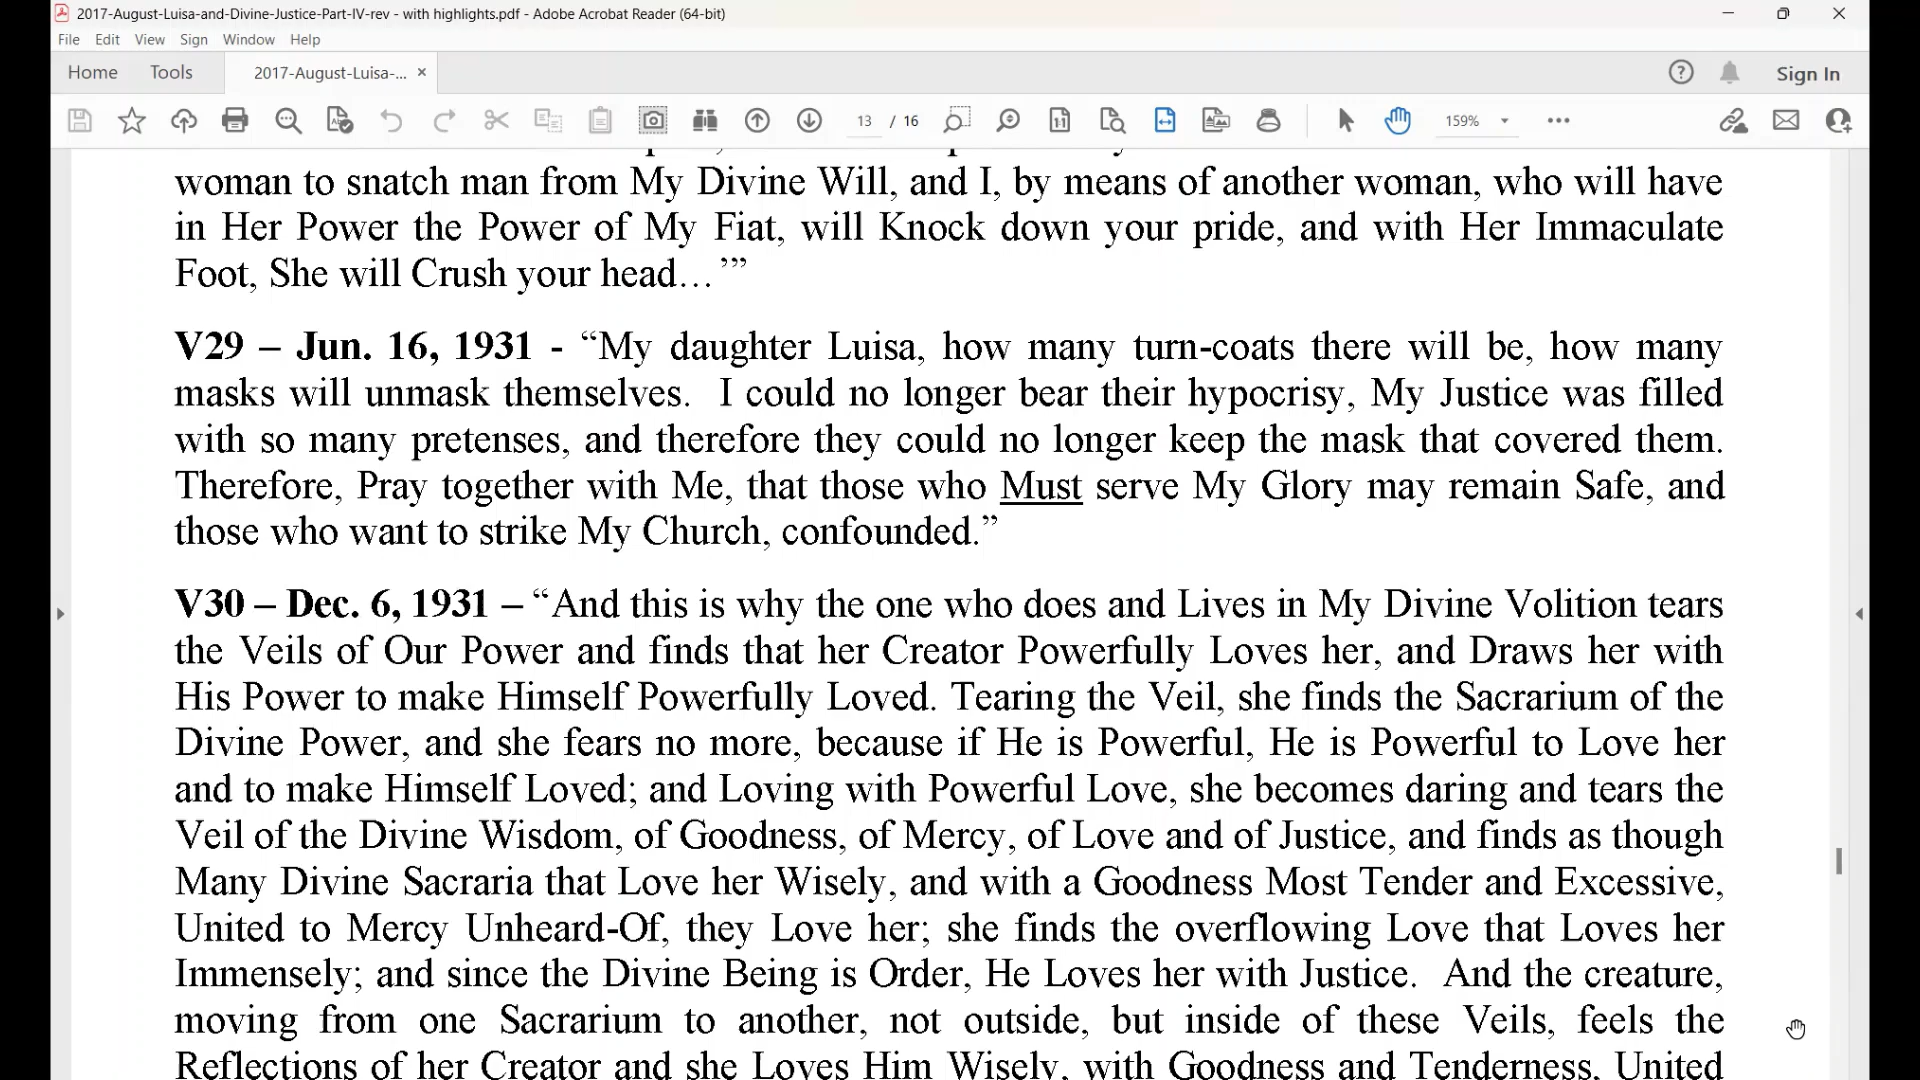 2017-August-Luisa-and-Divine-Justice-Part-IV-rev - with highlights.pdf - Adobe Acrobat Reader (64-bit)
File Edit View Sign Window Help
Home Tools 2017-August-Luisa-... × Sign In
13 / 16 159%
woman to snatch man from My Divine Will, and I, by means of another woman, who will have
in Her Power the Power of My Fiat, will Knock down your pride, and with Her Immaculate
Foot, She will Crush your head…’”
V29 – Jun. 16, 1931 - “My daughter Luisa, how many turn-coats there will be, how many
masks will unmask themselves.  I could no longer bear their hypocrisy, My Justice was filled
with so many pretenses, and therefore they could no longer keep the mask that covered them.
Therefore, Pray together with Me, that those who Must serve My Glory may remain Safe, and
those who want to strike My Church, confounded.”
V30 – Dec. 6, 1931 – “And this is why the one who does and Lives in My Divine Volition tears
the Veils of Our Power and finds that her Creator Powerfully Loves her, and Draws her with
His Power to make Himself Powerfully Loved. Tearing the Veil, she finds the Sacrarium of the
Divine Power, and she fears no more, because if He is Powerful, He is Powerful to Love her
and to make Himself Loved; and Loving with Powerful Love, she becomes daring and tears the
Veil of the Divine Wisdom, of Goodness, of Mercy, of Love and of Justice, and finds as though
Many Divine Sacraria that Love her Wisely, and with a Goodness Most Tender and Excessive,
United to Mercy Unheard-Of, they Love her; she finds the overflowing Love that Loves her
Immensely; and since the Divine Being is Order, He Loves her with Justice.  And the creature,
moving from one Sacrarium to another, not outside, but inside of these Veils, feels the
Reflections of her Creator and she Loves Him Wisely, with Goodness and Tenderness, United